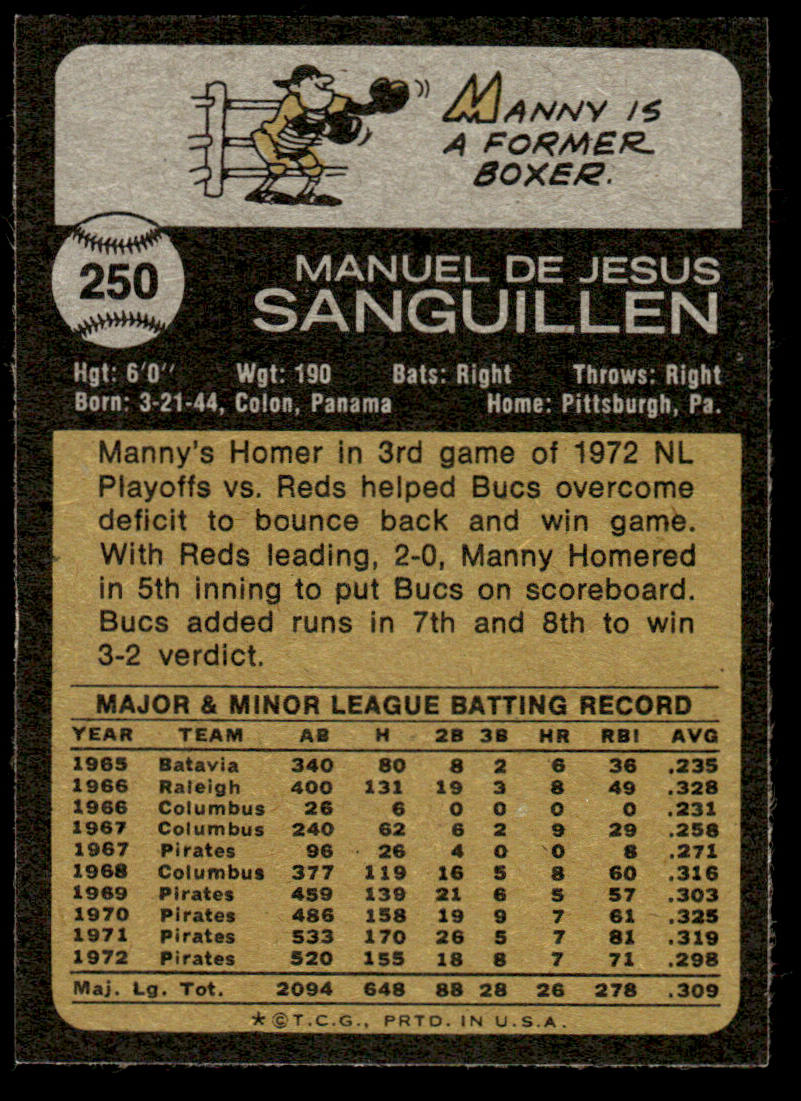 MANNY IS
A FORMER
BOXER.
250
MANUEL DE JESUS
SANGUILLEN
Hgt: 6'0" Wgt: 190 Bats: Right Throws: Right
Born: 3-21-44, Colon, Panama Home: Pittsburgh, Pa.
Manny's Homer in 3rd game of 1972 NL
Playoffs vs. Reds helped Bucs overcome
deficit to bounce back and win game.
With Reds leading, 2-0, Manny Homered
in 5th inning to put Bucs on scoreboard.
Bucs added runs in 7th and 8th to win
3-2 verdict.
MAJOR & MINOR LEAGUE BATTING RECORD
YEAR TEAM AB H 2B 3B HR RBI AVG
1965 Batavia 340 80 8 2 6 36 .235
1966 Raleigh 400 131 19 3 8 49 .328
1966 Columbus 26 6 0 0 0 0 .231
1967 Columbus 240 62 6 2 9 29 .258
1967 Pirates 96 26 4 0 0 8 .271
1968 Columbus 377 119 16 5 8 60 .316
1969 Pirates 459 139 21 6 5 57 .303
1970 Pirates 486 158 19 9 7 61 .325
1971 Pirates 533 170 26 5 7 81 .319
1972 Pirates 520 155 18 8 7 71 .298
Maj. Lg. Tot. 2094 648 88 28 26 278 .309
*©T.C.G., PRTD. IN U.S.A.